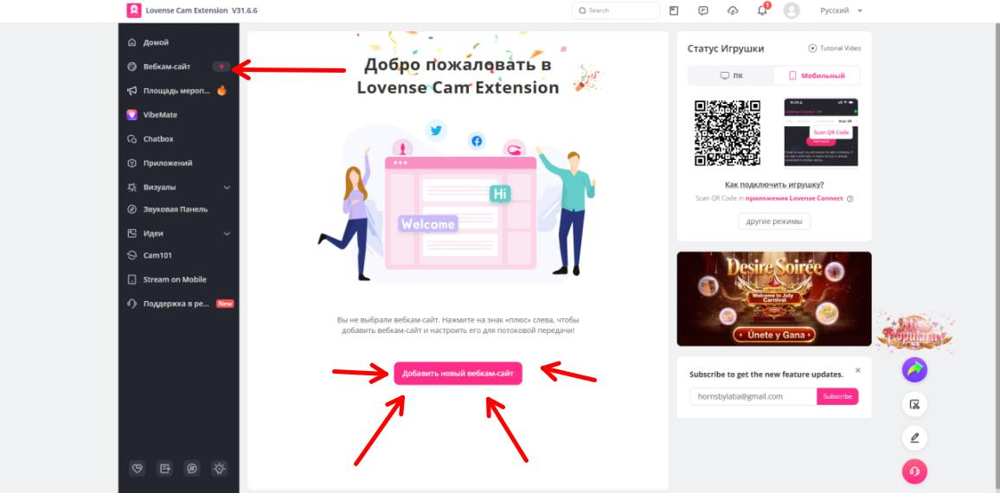 Lovense Cam Extension V31.6.6
Search
1
Русский
Домой
Вебкам-сайт
+
Площадь мероп...
VibeMate
Chatbox
Приложений
Визуалы
Звуковая Панель
Идеи
Cam101
Stream on Mobile
Поддержка в ре...
New
Добро пожаловать в
Lovense Cam Extension
Hi
Welcome
Вы не выбрали вебкам-сайт. Нажмите на знак «плюс» слева, чтобы
добавить вебкам-сайт и настроить его для потоковой передачи!
Добавить новый вебкам-сайт
Статус Игрушки
Tutorial Video
ПК
Мобильный
Scan QR
Scan QR Code
Как подключить игрушку?
Scan QR Code in приложения Lovense Connect
другие режимы
Desire Soirée
Welcome to July
Carnival
Únete y Gana
Miss
Popularity
Subscribe to get the new feature updates.
hornsbylatia@gmail.com
Subscribe